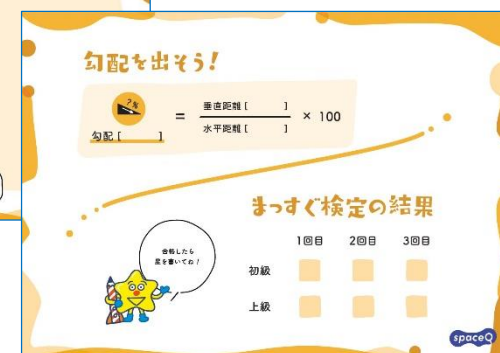 勾配を出そう!
?%
勾配 [ ] = 垂直距離 [ ] × 100
水平距離 [ ]
まっすぐ検定の結果
1回目 2回目 3回目
初級
上級
合格したら
星を書いてね!
spaceQ